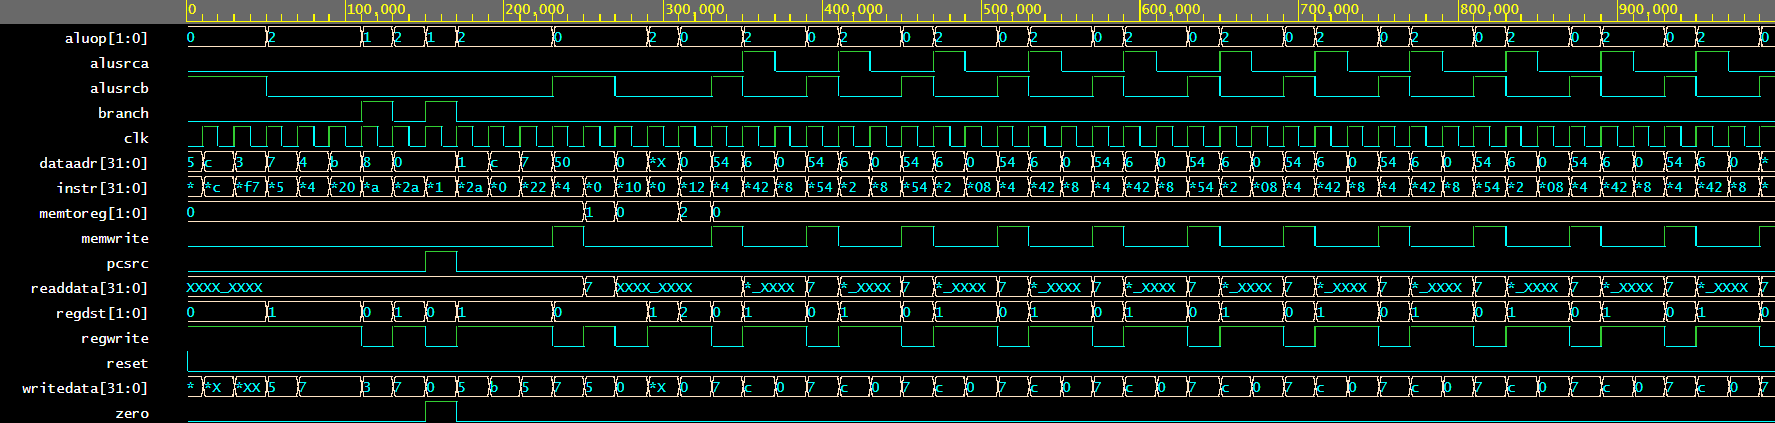 0 100,000 200,000 300,000 400,000 500,000 600,000 700,000 800,000 900,000
aluop[1:0] 0 2 1 2 1 2 0 2 0 2 0 2 0 2 0 2 0 2 0 2 0 2 0 2 0 2 0 2 0 2 0 2 0
alusrca
alusrcb
branch
clk
dataadr[31:0] 5 c 3 7 4 b 8 0 1 c 7 50 0 *X 0 54 6 0 54 6 0 54 6 0 54 6 0 54 6 0 54 6 0 54 6 0 54 6 0 54 6 0 54 6 0 54 6 0 *
instr[31:0] * *c *f7 *5 *4 *20 *a *2a *1 *2a *0 *22 *4 *0 *10 *0 *12 *4 *42 *8 *54 *2 *8 *54 *2 *08 *4 *42 *8 *4 *42 *8 *54 *2 *08 *4 *42 *8 *4 *42 *8 *54 *2 *08 *4 *42 *8 *4 *42 *8 *
memtoreg[1:0] 0 1 0 2 0
memwrite
pcsrc
readdata[31:0] XXXX_XXXX 7 XXXX_XXXX *_XXXX 7 *_XXXX 7 *_XXXX 7 *_XXXX 7 *_XXXX 7 *_XXXX 7 *_XXXX 7 *_XXXX 7 *_XXXX 7 *_XXXX 7 *_XXXX 7
regdst[1:0] 0 1 0 1 0 1 0 1 2 0 1 0 1 0 1 0 1 0 1 0 1 0 1 0 1 0 1 0 1 0 1 0 1 0
regwrite
reset
writedata[31:0] * *X *XX 5 7 3 7 0 5 b 5 7 5 0 *X 0 7 c 0 7 c 0 7 c 0 7 c 0 7 c 0 7 c 0 7 c 0 7 c 0 7 c 0 7 c 0 7 c 0 7
zero